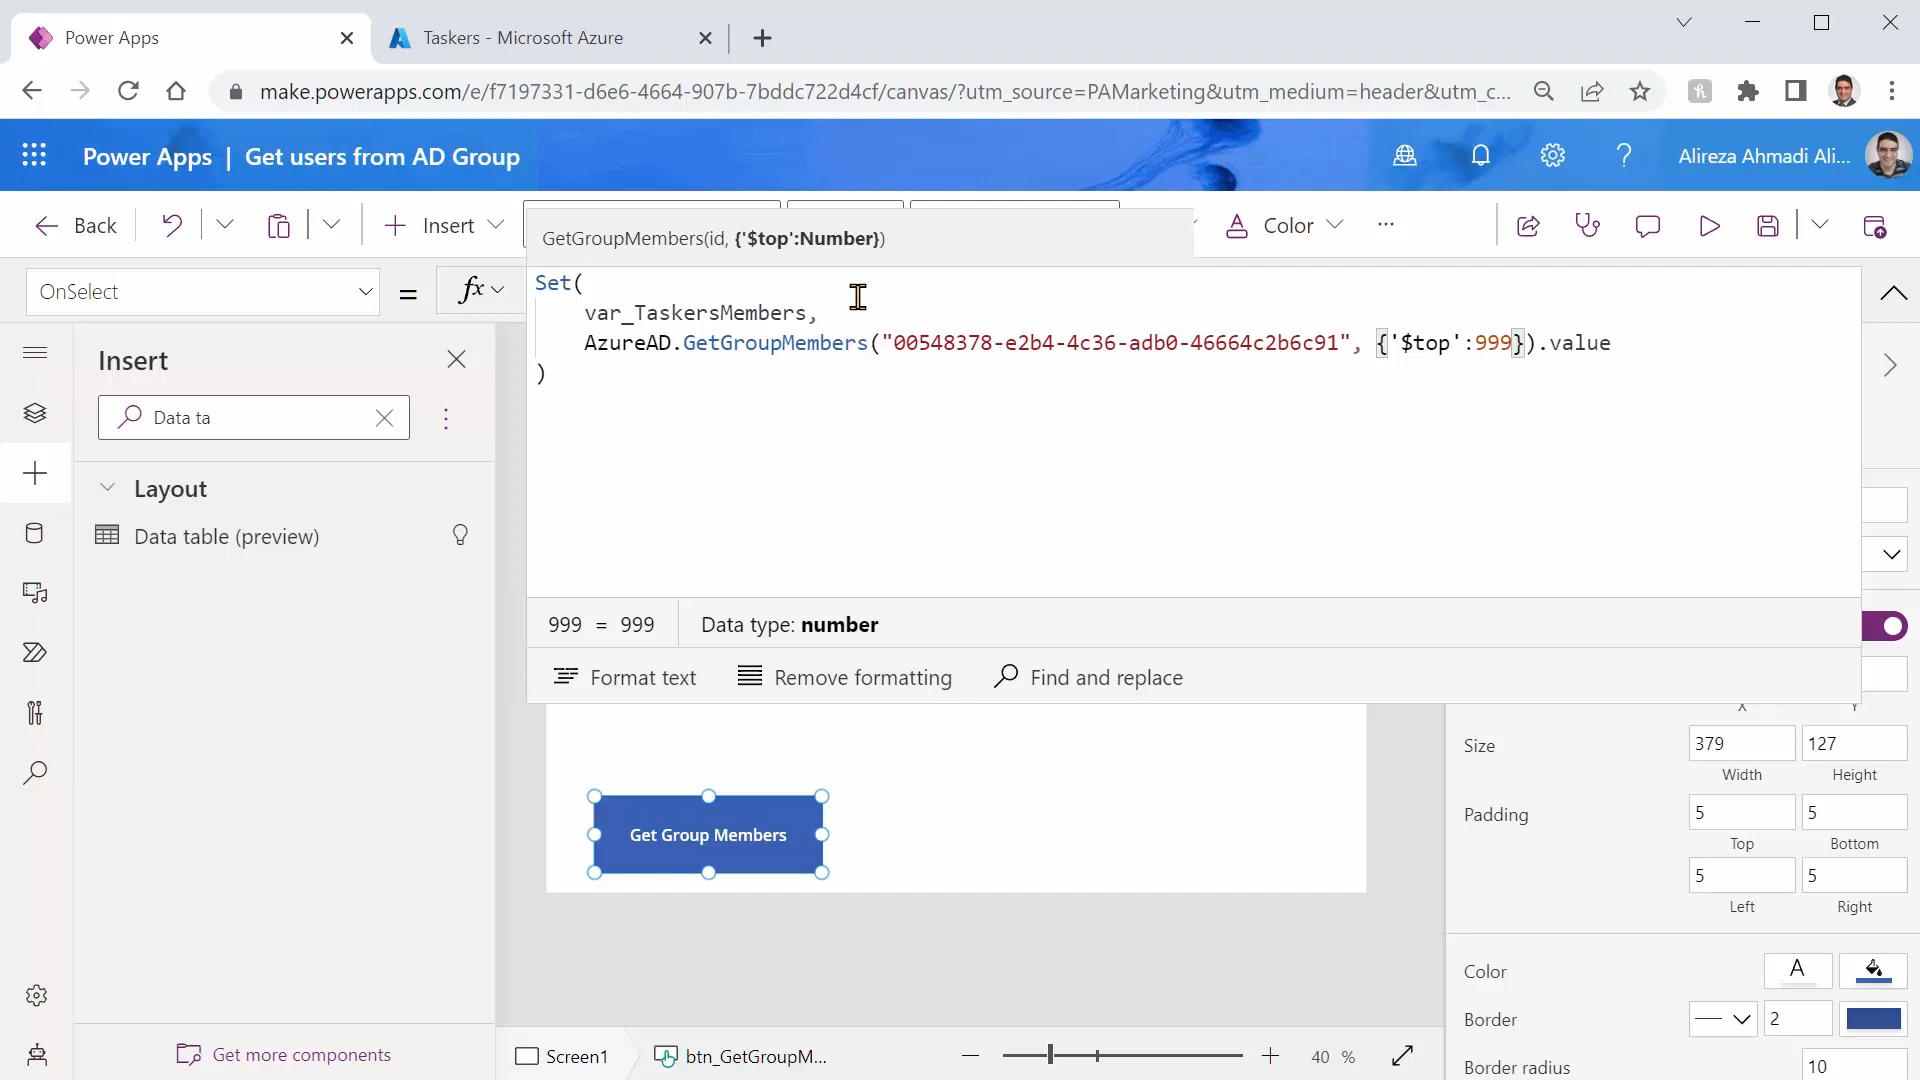 Power Apps
Taskers - Microsoft Azure
make.powerapps.com/e/f7197331-d6e6-4664-907b-7bddc722d4cf/canvas/?utm_source=PAMarketing&utm_medium=header&utm_c...
Power Apps | Get users from AD Group
Alireza Ahmadi Ali...
Back
Insert
Color
GetGroupMembers(id, {'$top':Number})
OnSelect
=
fx
Set(
var_TaskersMembers,
AzureAD.GetGroupMembers("00548378-e2b4-4c36-adb0-46664c2b6c91", {'$top':999}).value
)
Insert
Data ta
Layout
Data table (preview)
999 = 999
Data type: number
Format text
Remove formatting
Find and replace
X Y
Size
379
127
Width
Height
Padding
5
5
Top
Bottom
5
5
Left
Right
Get Group Members
Color
A
Border
2
Border radius
10
Get more components
Screen1
btn_GetGroupM...
40 %